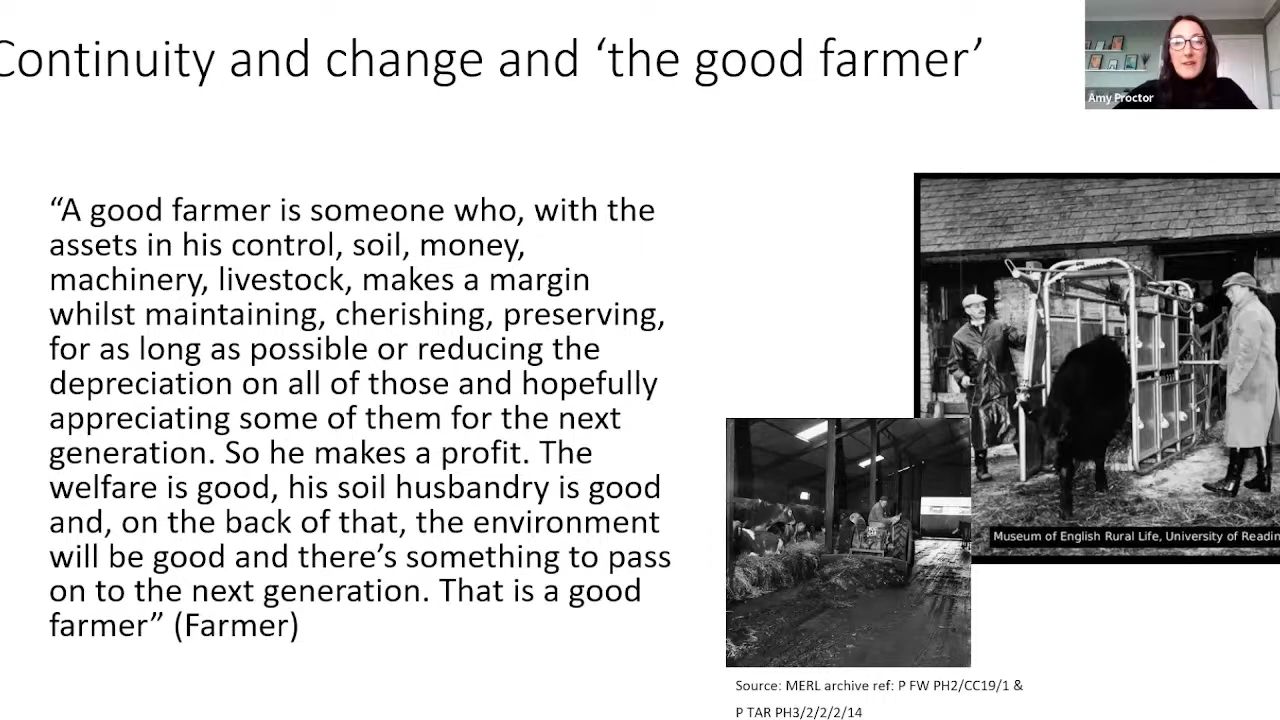 Continuity and change and ‘the good farmer’
Amy Proctor
“A good farmer is someone who, with the
assets in his control, soil, money,
machinery, livestock, makes a margin
whilst maintaining, cherishing, preserving,
for as long as possible or reducing the
depreciation on all of those and hopefully
appreciating some of them for the next
generation. So he makes a profit. The
welfare is good, his soil husbandry is good
and, on the back of that, the environment
will be good and there’s something to pass
on to the next generation. That is a good
farmer” (Farmer)
Museum of English Rural Life, University of Readin
Source: MERL archive ref: P FW PH2/CC19/1 &
P TAR PH3/2/2/2/14